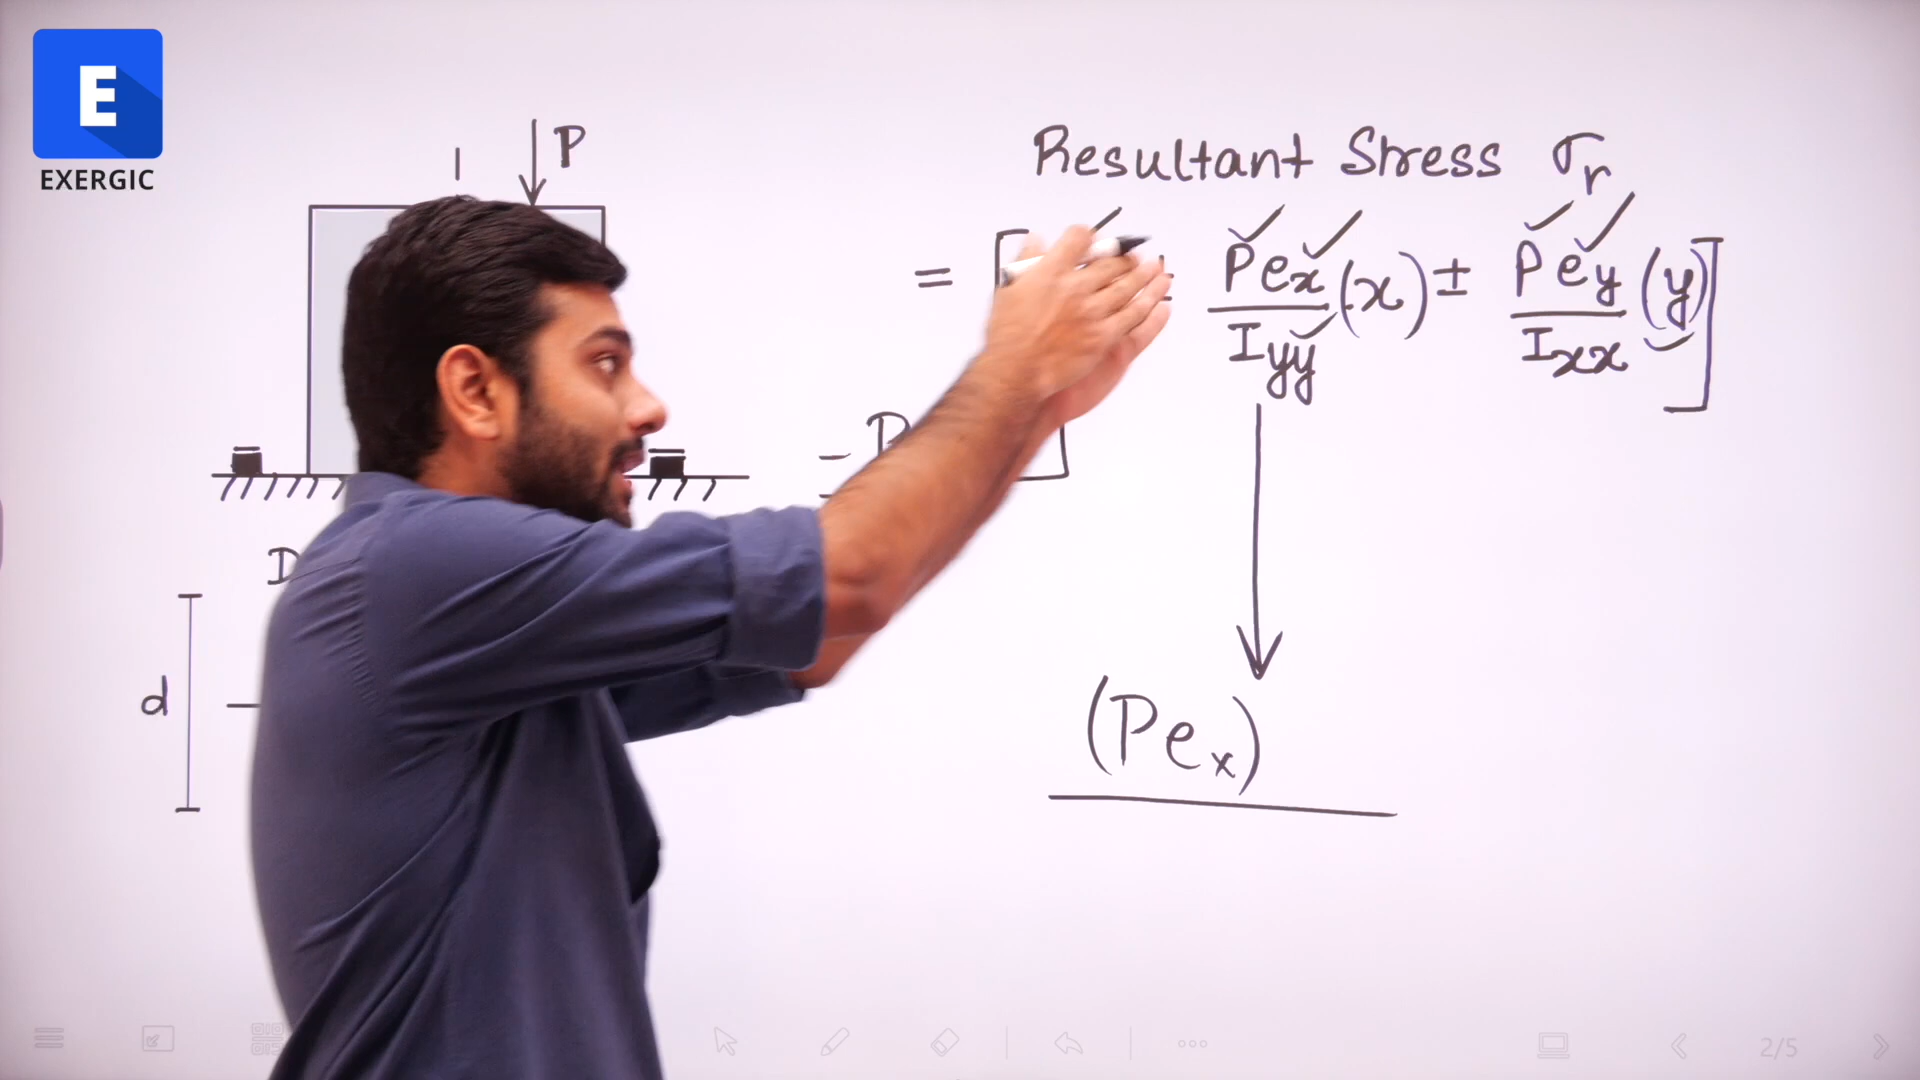 E
EXERGIC
P
Resultant Stress σr
= [ Pex/Iyy (x) ± Pey/Ixx (y) ]
d
(Pex)
2/5